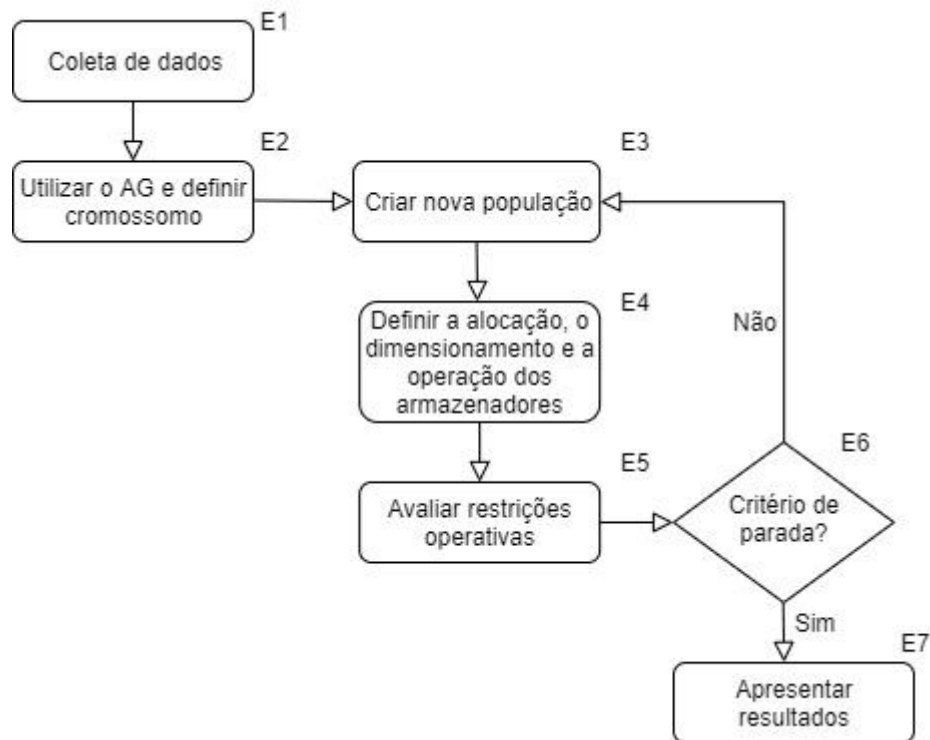 E1
Coleta de dados
E2
Utilizar o AG e definir
cromossomo
E3
Criar nova população
E4
Definir a alocação, o
dimensionamento e a
operação dos
armazenadores
E5
Avaliar restrições
operativas
E6
Critério de
parada?
Não
Sim
E7
Apresentar
resultados